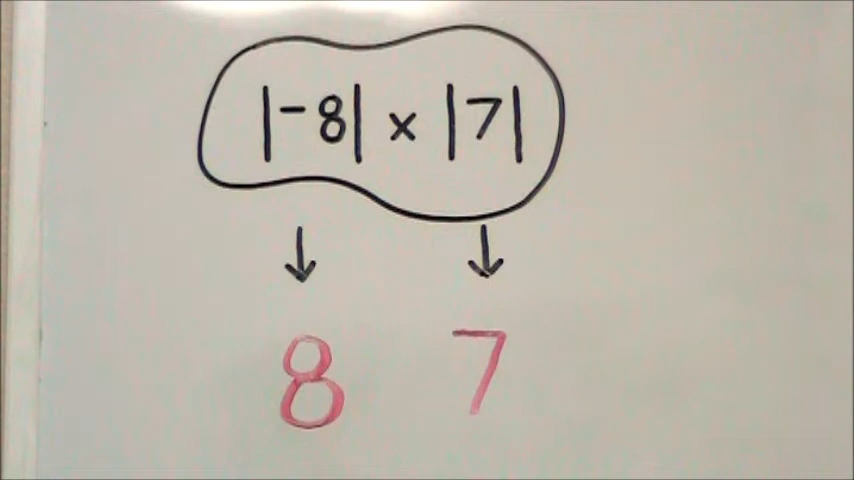 |-8| × |7|
↓ ↓
8 7